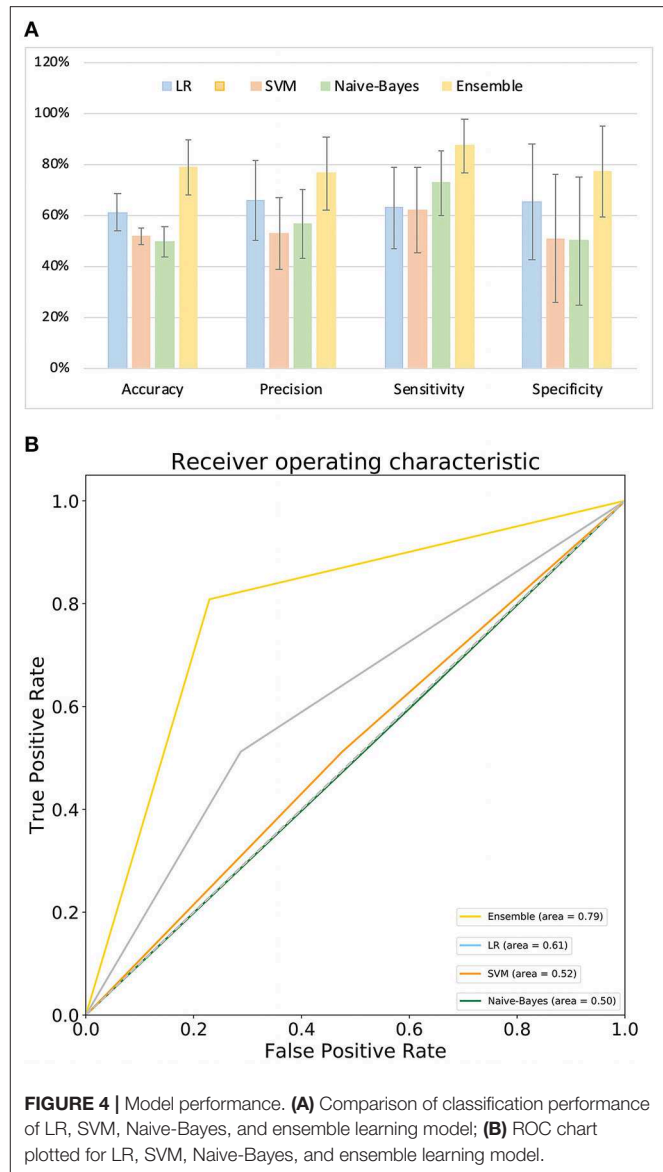 A
120%
LR SVM Naive-Bayes Ensemble
100%
80%
60%
40%
20%
0%
Accuracy Precision Sensitivity Specificity
B
Receiver operating characteristic
1.0
0.8
0.6
0.4
0.2
0.0
True Positive Rate
Ensemble (area = 0.79)
LR (area = 0.61)
SVM (area = 0.52)
Naive-Bayes (area = 0.50)
0.0 0.2 0.4 0.6 0.8 1.0
False Positive Rate
FIGURE 4 | Model performance. (A) Comparison of classification performance
of LR, SVM, Naive-Bayes, and ensemble learning model; (B) ROC chart
plotted for LR, SVM, Naive-Bayes, and ensemble learning model.